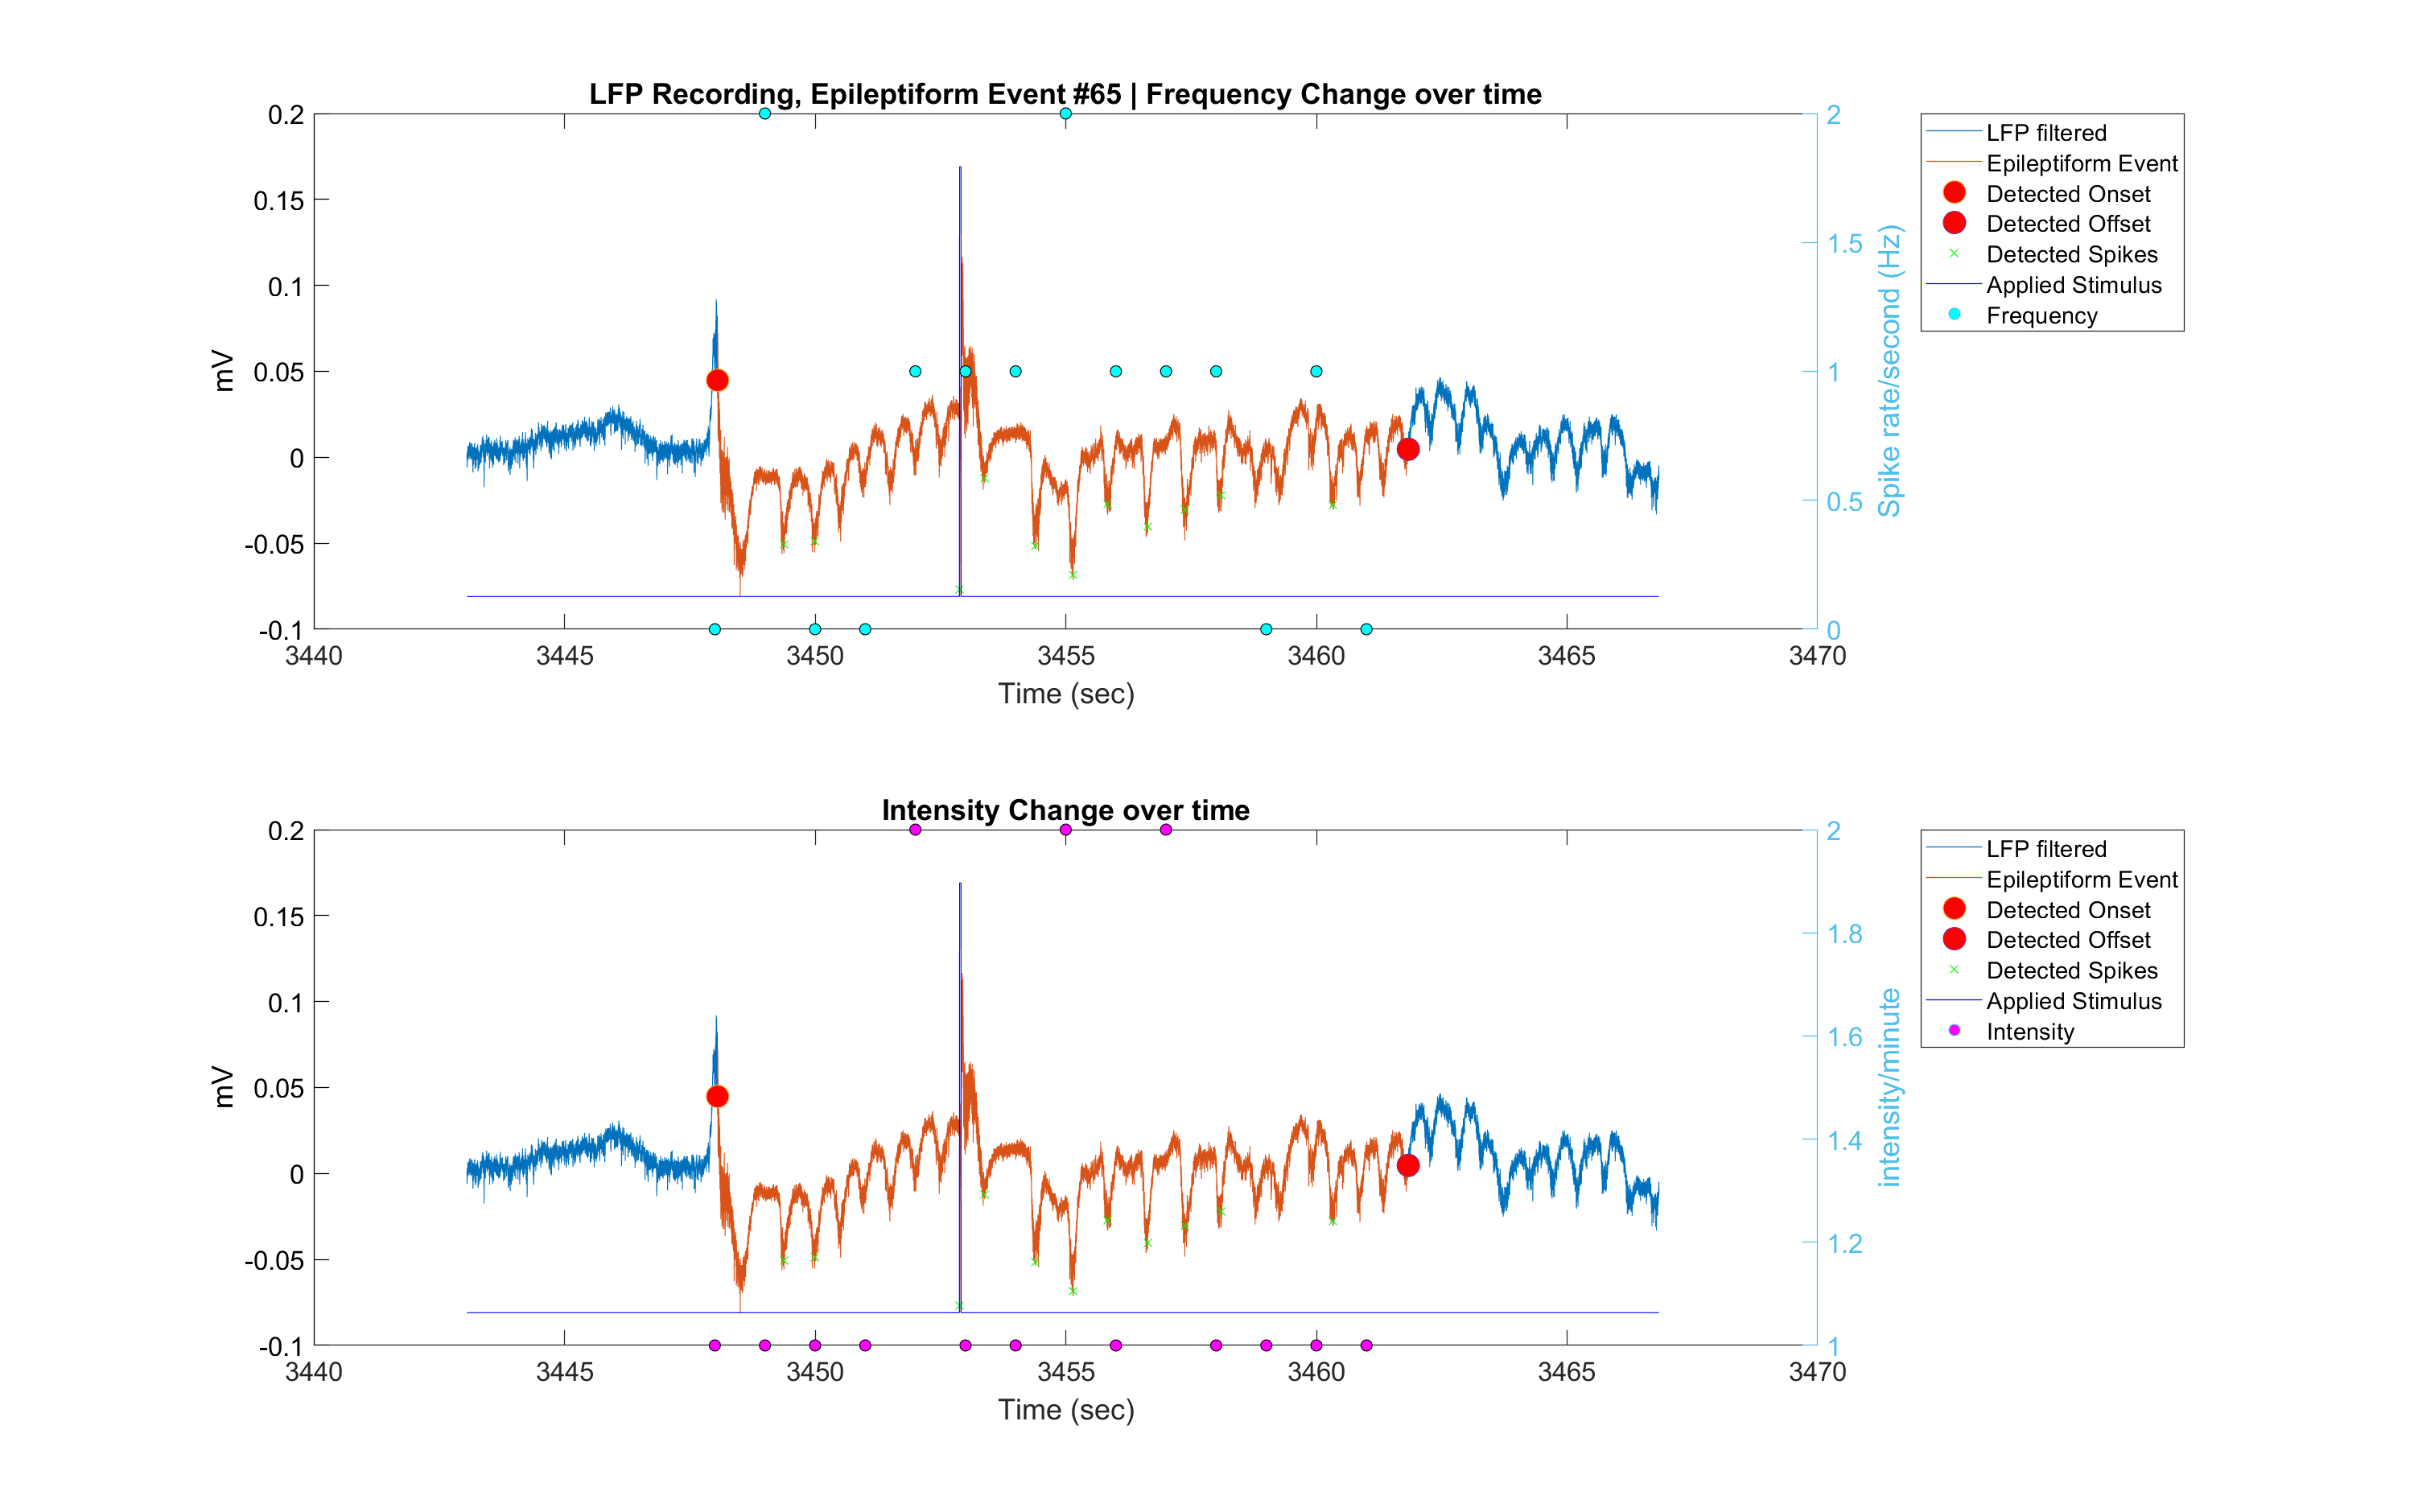 LFP Recording, Epileptiform Event #65 | Frequency Change over time
0.2
0.15
0.1
0.05
0
-0.05
-0.1
mV
3440 3445 3450 3455 3460 3465 3470
Time (sec)
2
1.5
1
0.5
0
Spike rate/second (Hz)
LFP filtered
Epileptiform Event
Detected Onset
Detected Offset
Detected Spikes
Applied Stimulus
Frequency
Intensity Change over time
0.2
0.15
0.1
0.05
0
-0.05
-0.1
mV
3440 3445 3450 3455 3460 3465 3470
Time (sec)
2
1.8
1.6
1.4
1.2
1
intensity/minute
LFP filtered
Epileptiform Event
Detected Onset
Detected Offset
Detected Spikes
Applied Stimulus
Intensity